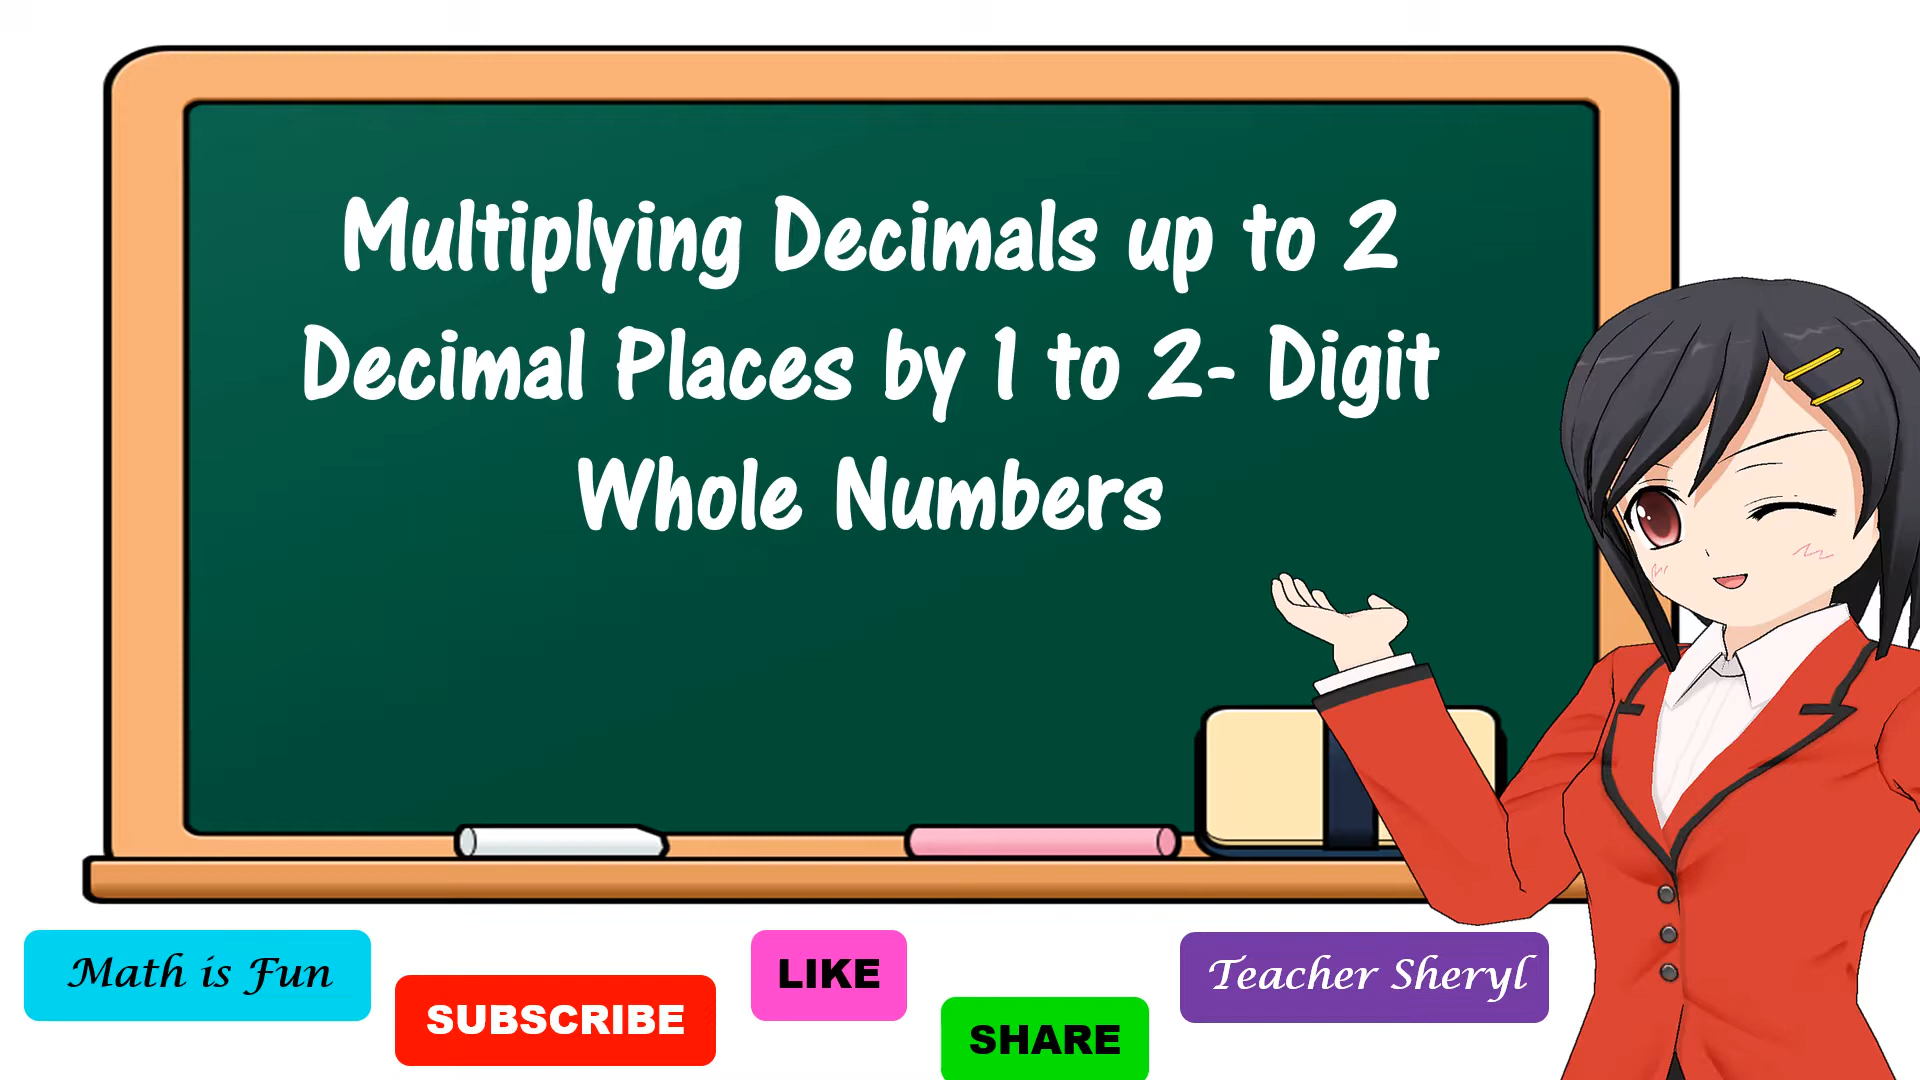 Multiplying Decimals up to 2
Decimal Places by 1 to 2- Digit
Whole Numbers
Math is Fun
SUBSCRIBE
LIKE
SHARE
Teacher Sheryl